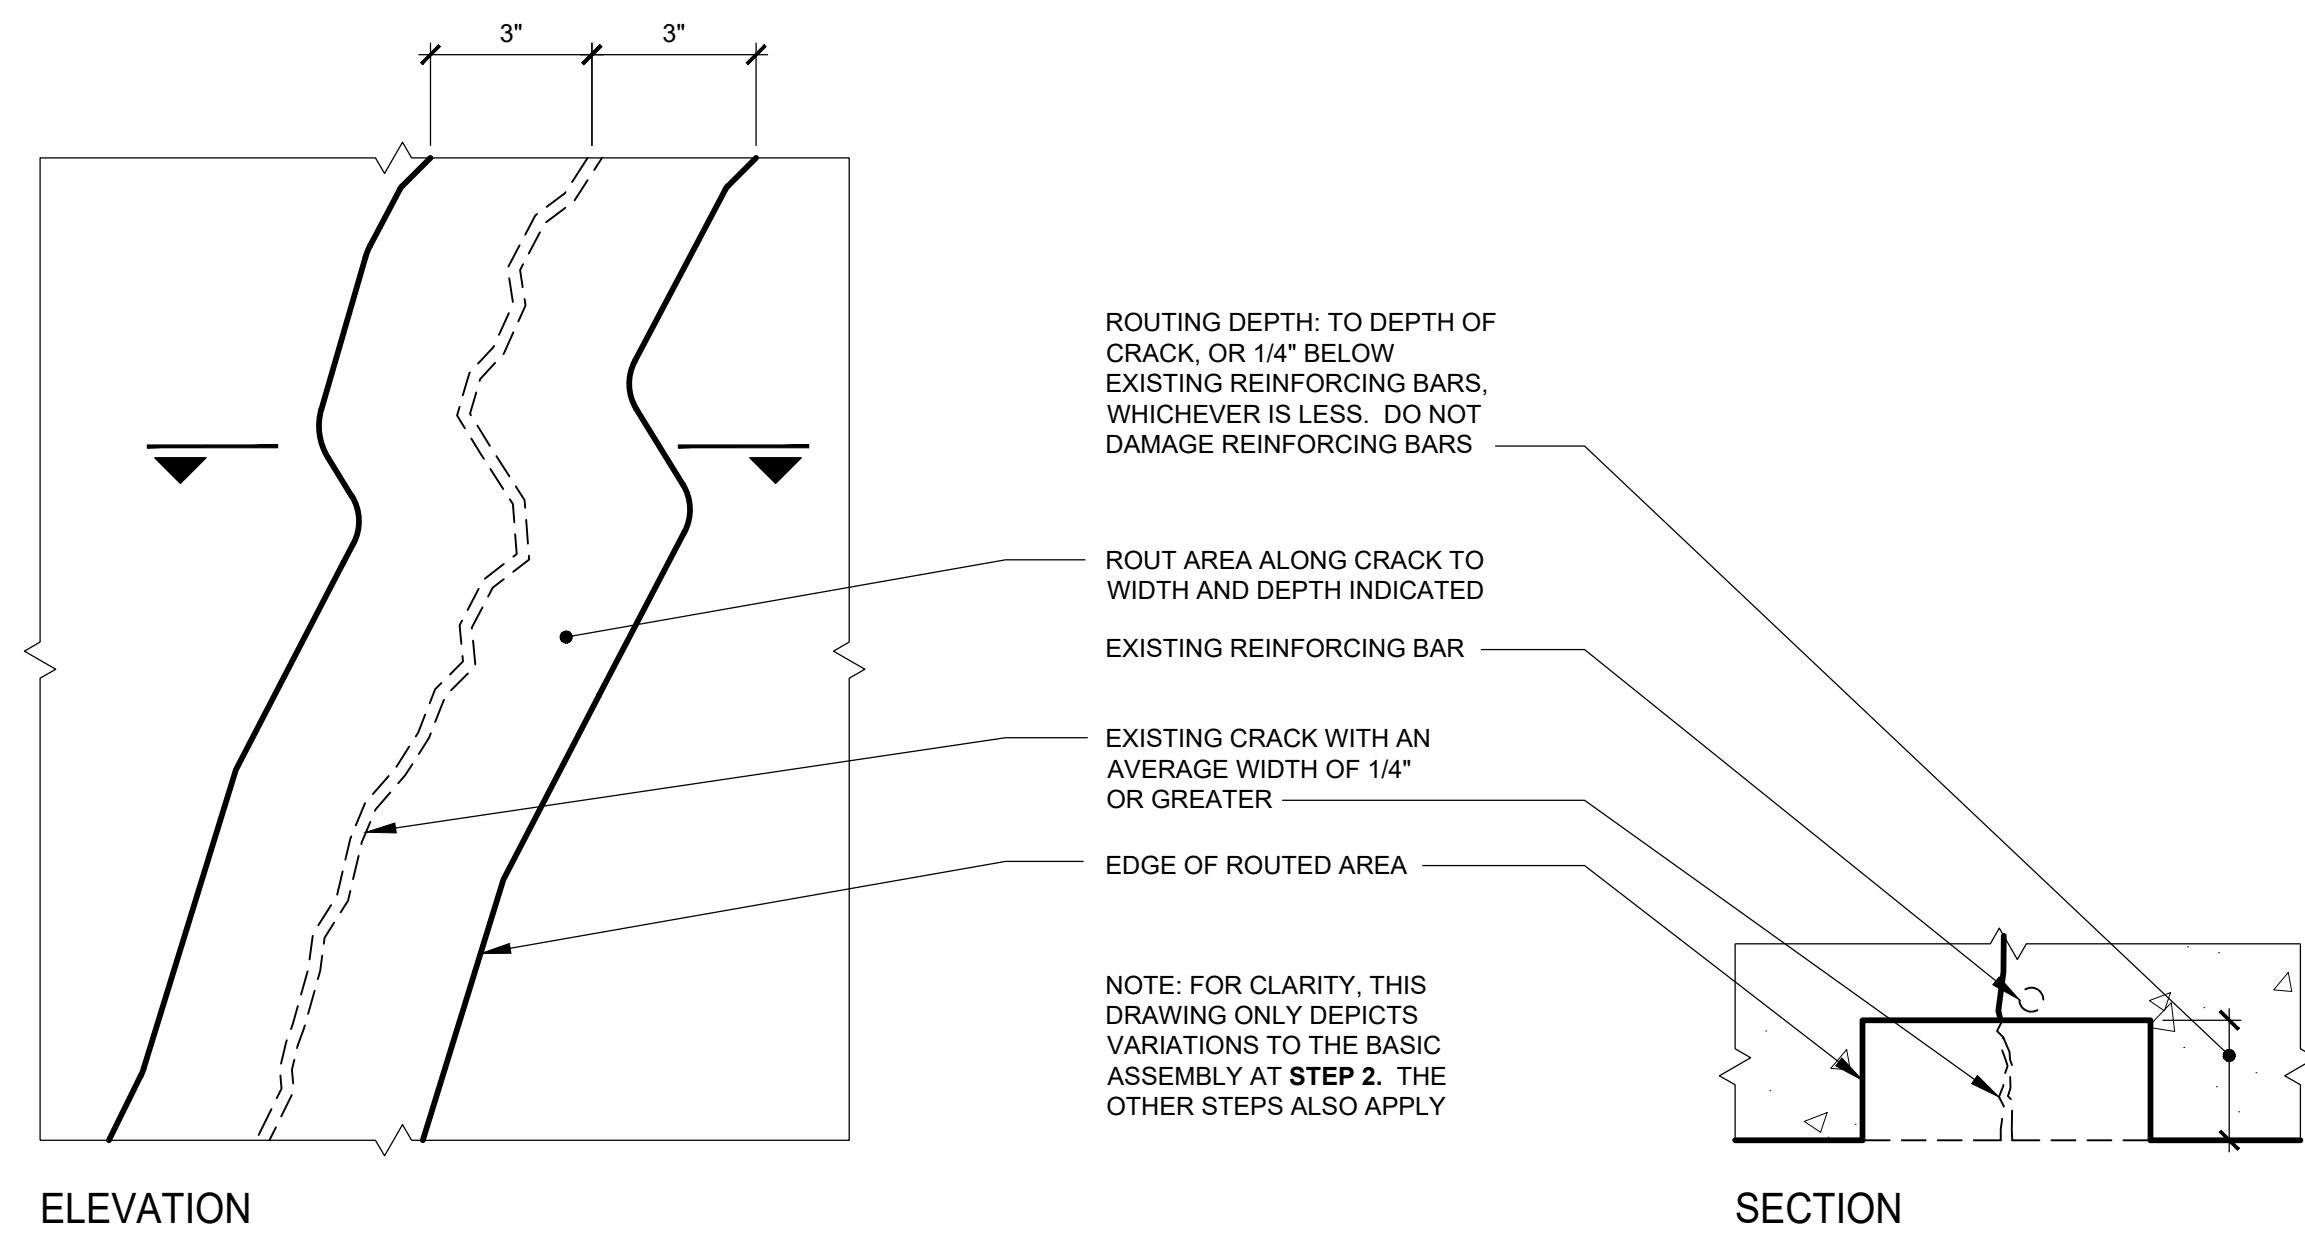 3" 3"
ROUTING DEPTH: TO DEPTH OF
CRACK, OR 1/4" BELOW
EXISTING REINFORCING BARS,
WHICHEVER IS LESS. DO NOT
DAMAGE REINFORCING BARS
ROUT AREA ALONG CRACK TO
WIDTH AND DEPTH INDICATED
EXISTING REINFORCING BAR
EXISTING CRACK WITH AN
AVERAGE WIDTH OF 1/4"
OR GREATER
EDGE OF ROUTED AREA
NOTE: FOR CLARITY, THIS
DRAWING ONLY DEPICTS
VARIATIONS TO THE BASIC
ASSEMBLY AT STEP 2. THE
OTHER STEPS ALSO APPLY
ELEVATION
SECTION